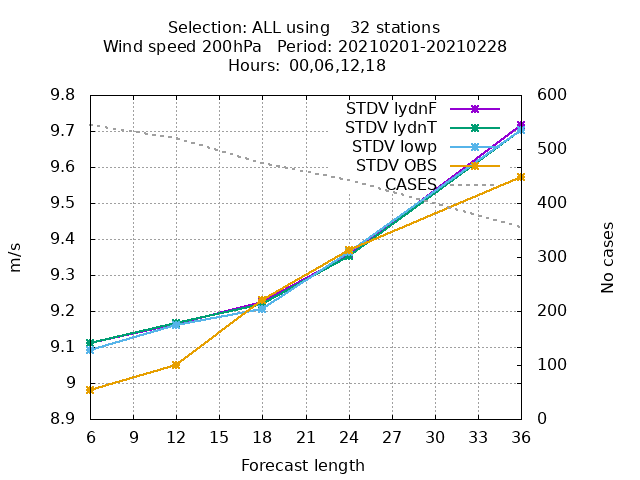 Selection: ALL using    32 stations
Wind speed 200hPa   Period: 20210201-20210228
Hours:  00,06,12,18
9.8
9.7
9.6
9.5
9.4
9.3
9.2
9.1
9
8.9
m/s
STDV lydnF
STDV lydnT
STDV lowp
STDV OBS
CASES
600
500
400
300
200
100
0
No cases
6 9 12 15 18 21 24 27 30 33 36
Forecast length